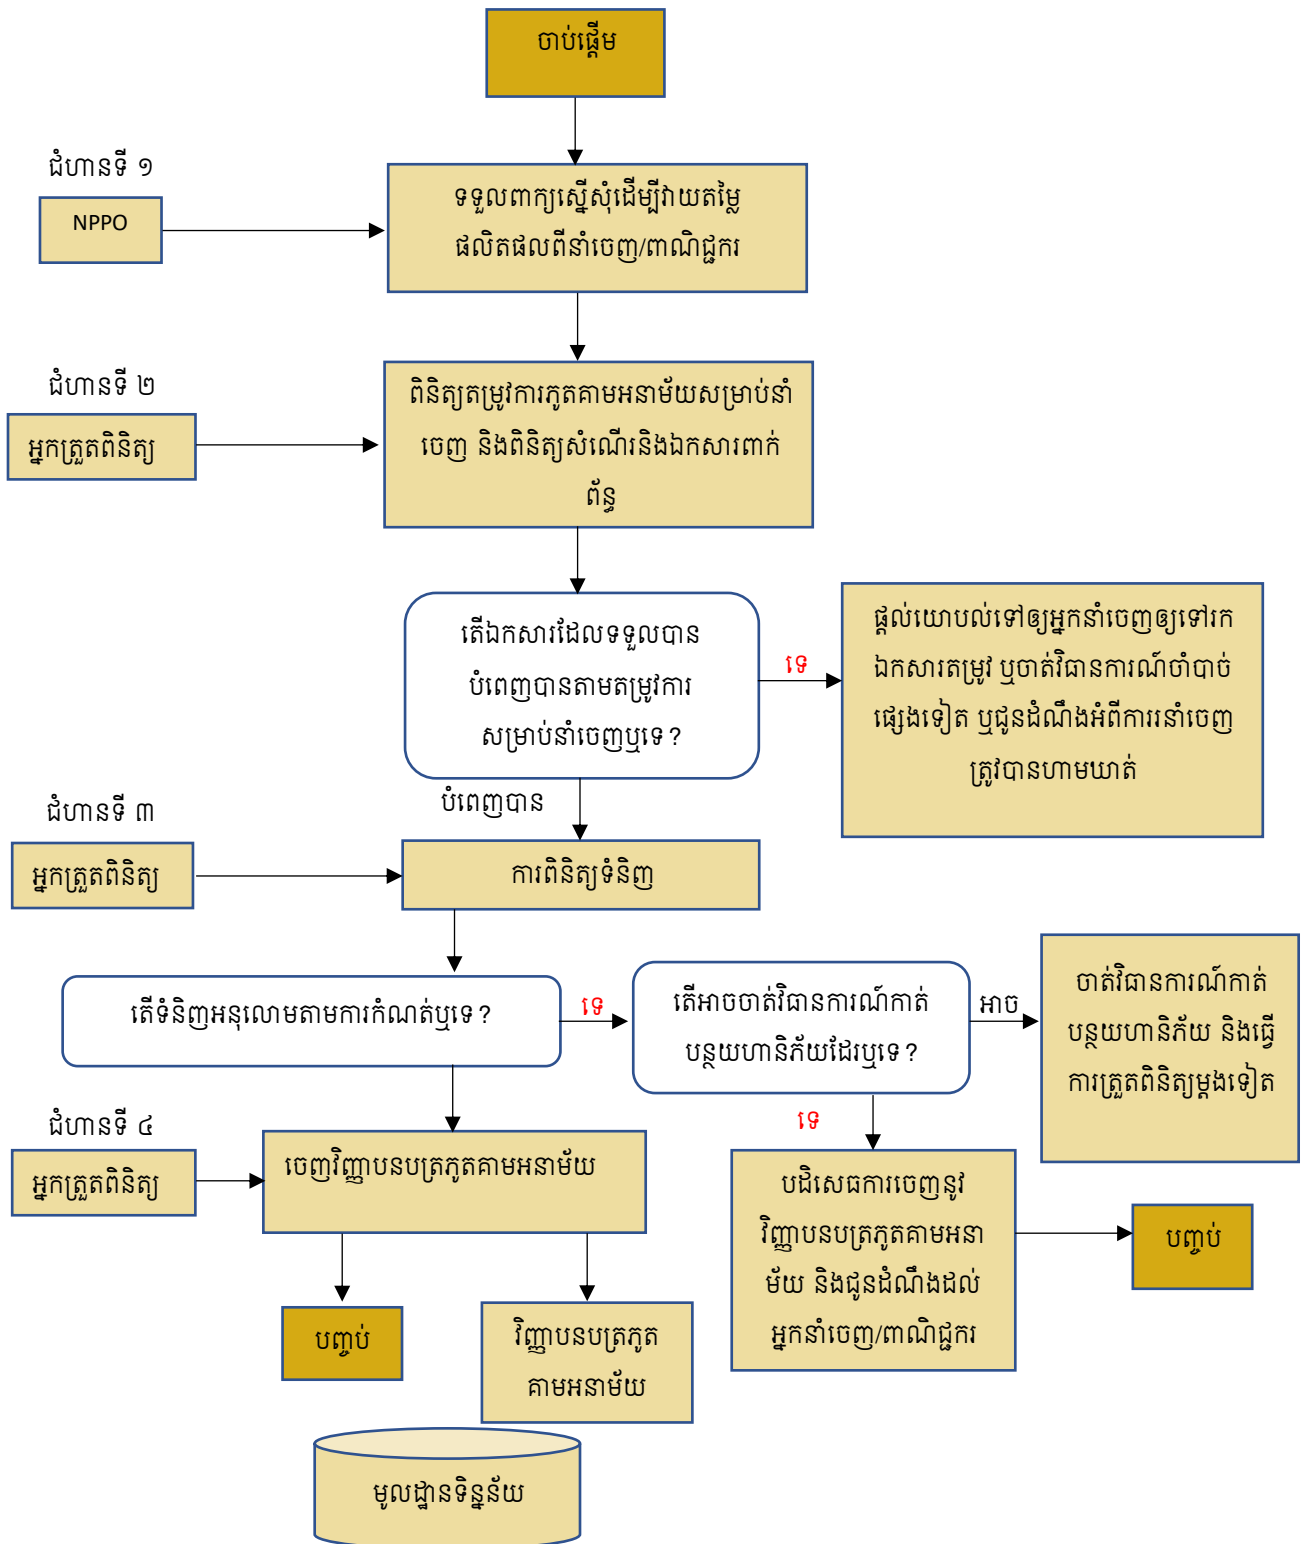 ចាប់ផ្តើម
ជំហានទី ១
NPPO
ទទួលពាក្យស្នើសុំដើម្បីវាយតម្លៃ
ផលិតផលពីនាំចេញ/ពាណិជ្ជករ
ជំហានទី ២
អ្នកត្រួតពិនិត្យ
ពិនិត្យតម្រូវការភូតគាមអនាម័យសម្រាប់នាំ
ចេញ និងពិនិត្យសំណើរនិងឯកសារពាក់
ព័ន្ធ
តើឯកសារដែលទទួលបាន
បំពេញបានតាមតម្រូវការ
សម្រាប់នាំចេញឬទេ?
ទេ
ផ្តល់យោបល់ទៅឲ្យអ្នកនាំចេញឲ្យទៅរក
ឯកសារតម្រូវ ឬចាត់វិធានការណ៍ចាំបាច់
ផ្សេងទៀត ឬជូនដំណឹងអំពីការរនាំចេញ
ត្រូវបានហាមឃាត់
បំពេញបាន
ជំហានទី ៣
អ្នកត្រួតពិនិត្យ
ការពិនិត្យទំនិញ
តើទំនិញអនុលោមតាមការកំណត់ឬទេ?
ទេ
តើអាចចាត់វិធានការណ៍កាត់
បន្ថយហានិភ័យដែរឬទេ?
អាច
ចាត់វិធានការណ៍កាត់
បន្ថយហានិភ័យ និងធ្វើ
ការត្រួតពិនិត្យម្តងទៀត
ជំហានទី ៤
អ្នកត្រួតពិនិត្យ
ចេញវិញ្ញាបនបត្រភូតគាមអនាម័យ
ទេ
បដិសេធការចេញនូវ
វិញ្ញាបនបត្រភូតគាមអនា
ម័យ និងជូនដំណឹងដល់
អ្នកនាំចេញ/ពាណិជ្ជករ
បញ្ចប់
បញ្ចប់
វិញ្ញាបនបត្រភូត
គាមអនាម័យ
មូលដ្ឋានទិន្នន័យ